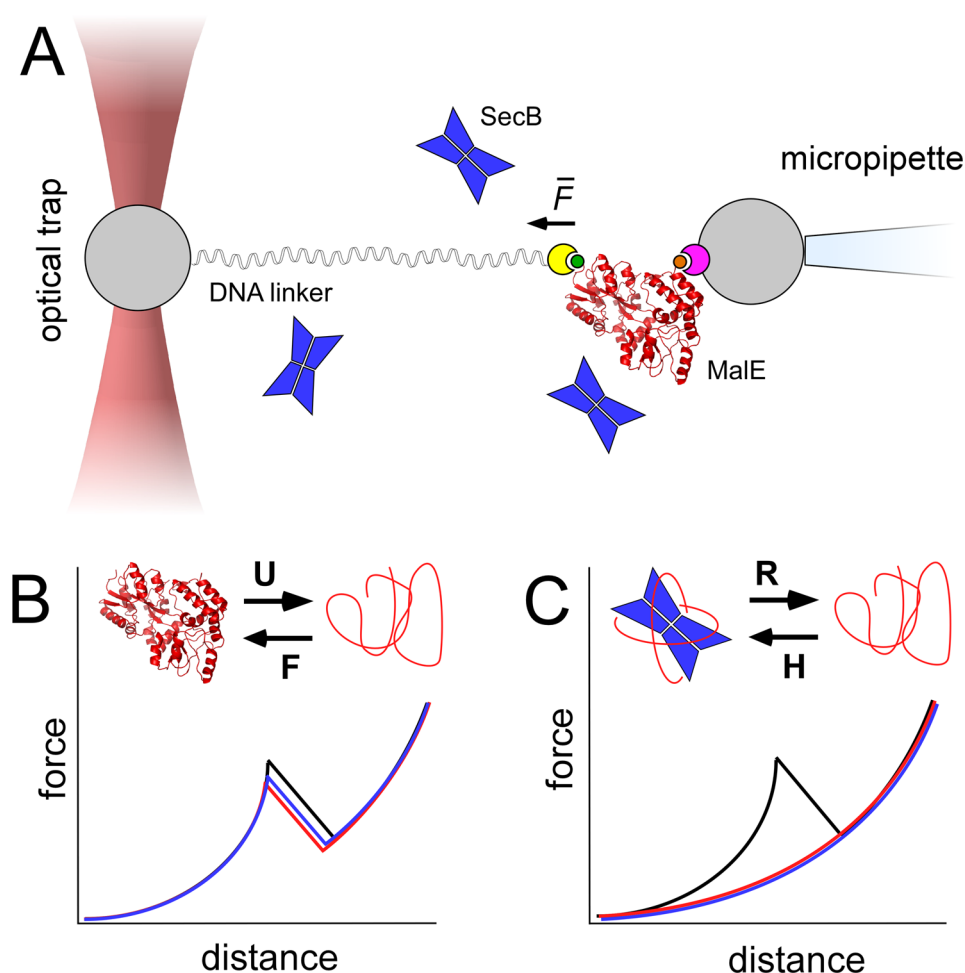 A
SecB
micropipette
F̅
optical trap
DNA linker
MalE
B
U
F
force
distance
C
R
H
force
distance